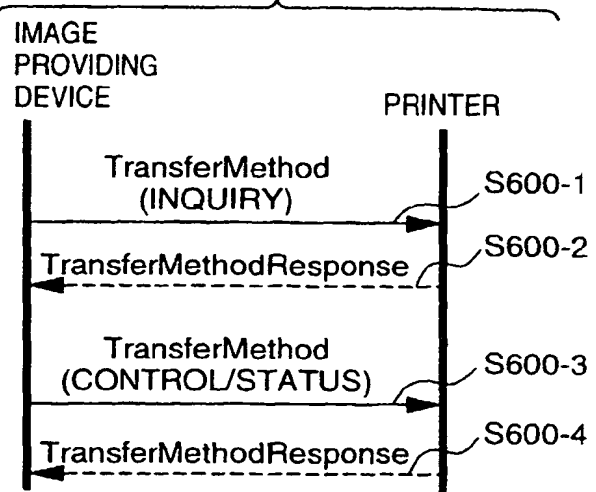 IMAGE
PROVIDING
DEVICE
PRINTER
TransferMethod
(INQUIRY)
S600-1
S600-2
TransferMethodResponse
TransferMethod
(CONTROL/STATUS)
S600-3
S600-4
TransferMethodResponse